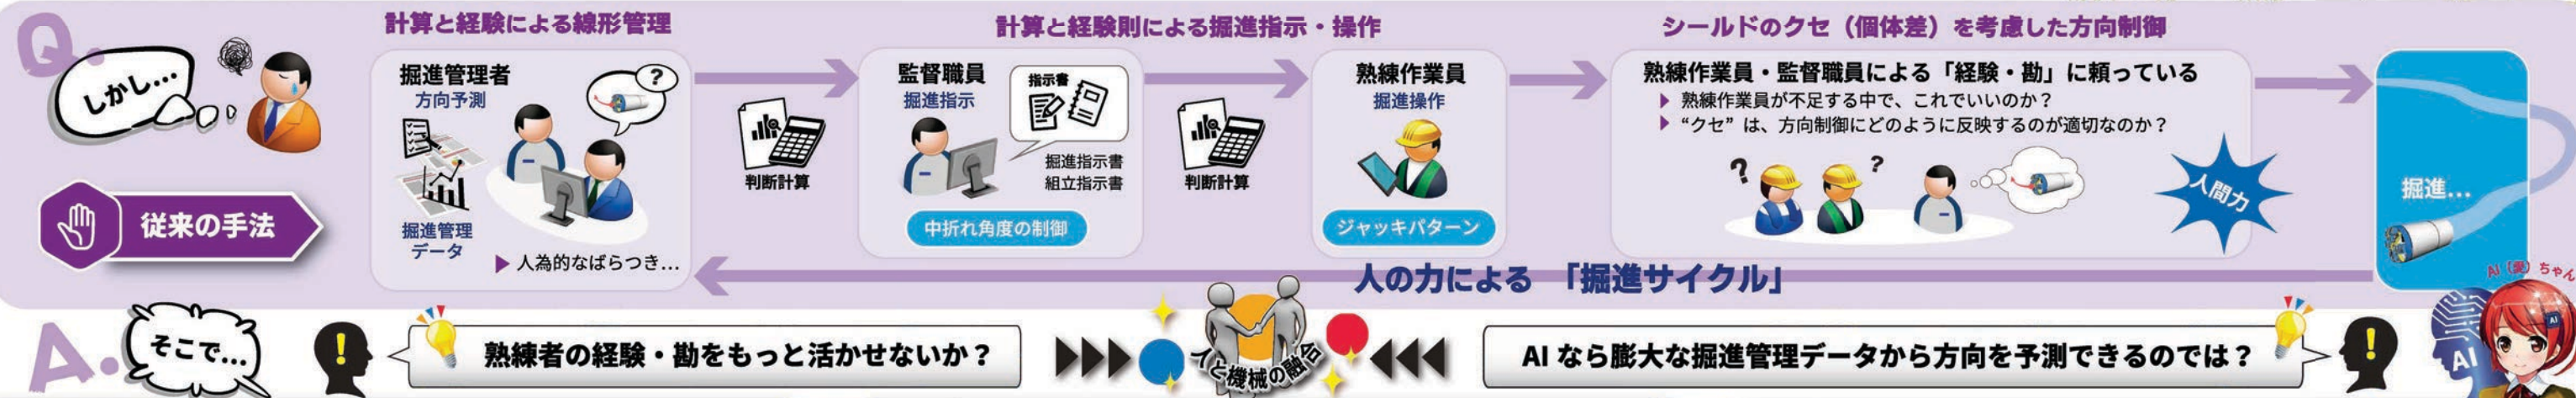 Q.
しかし…
従来の手法
計算と経験による線形管理
掘進管理者
方向予測
?
掘進管理
データ
▶ 人為的なばらつき…
判断計算
計算と経験則による掘進指示・操作
監督職員
掘進指示
指示書
掘進指示書
組立指示書
中折れ角度の制御
判断計算
熟練作業員
掘進操作
ジャッキパターン
シールドのクセ（個体差）を考慮した方向制御
熟練作業員・監督職員による「経験・勘」に頼っている
▶ 熟練作業員が不足する中で、これでいいのか？
▶ “クセ” は、方向制御にどのように反映するのが適切なのか？
?
?
人間力
掘進…
人の力による 「掘進サイクル」
A.
そこで…
!
熟練者の経験・勘をもっと活かせないか？
人と機械の融合
AI なら膨大な掘進管理データから方向を予測できるのでは？
!
AI（愛）ちゃん
AI
AI